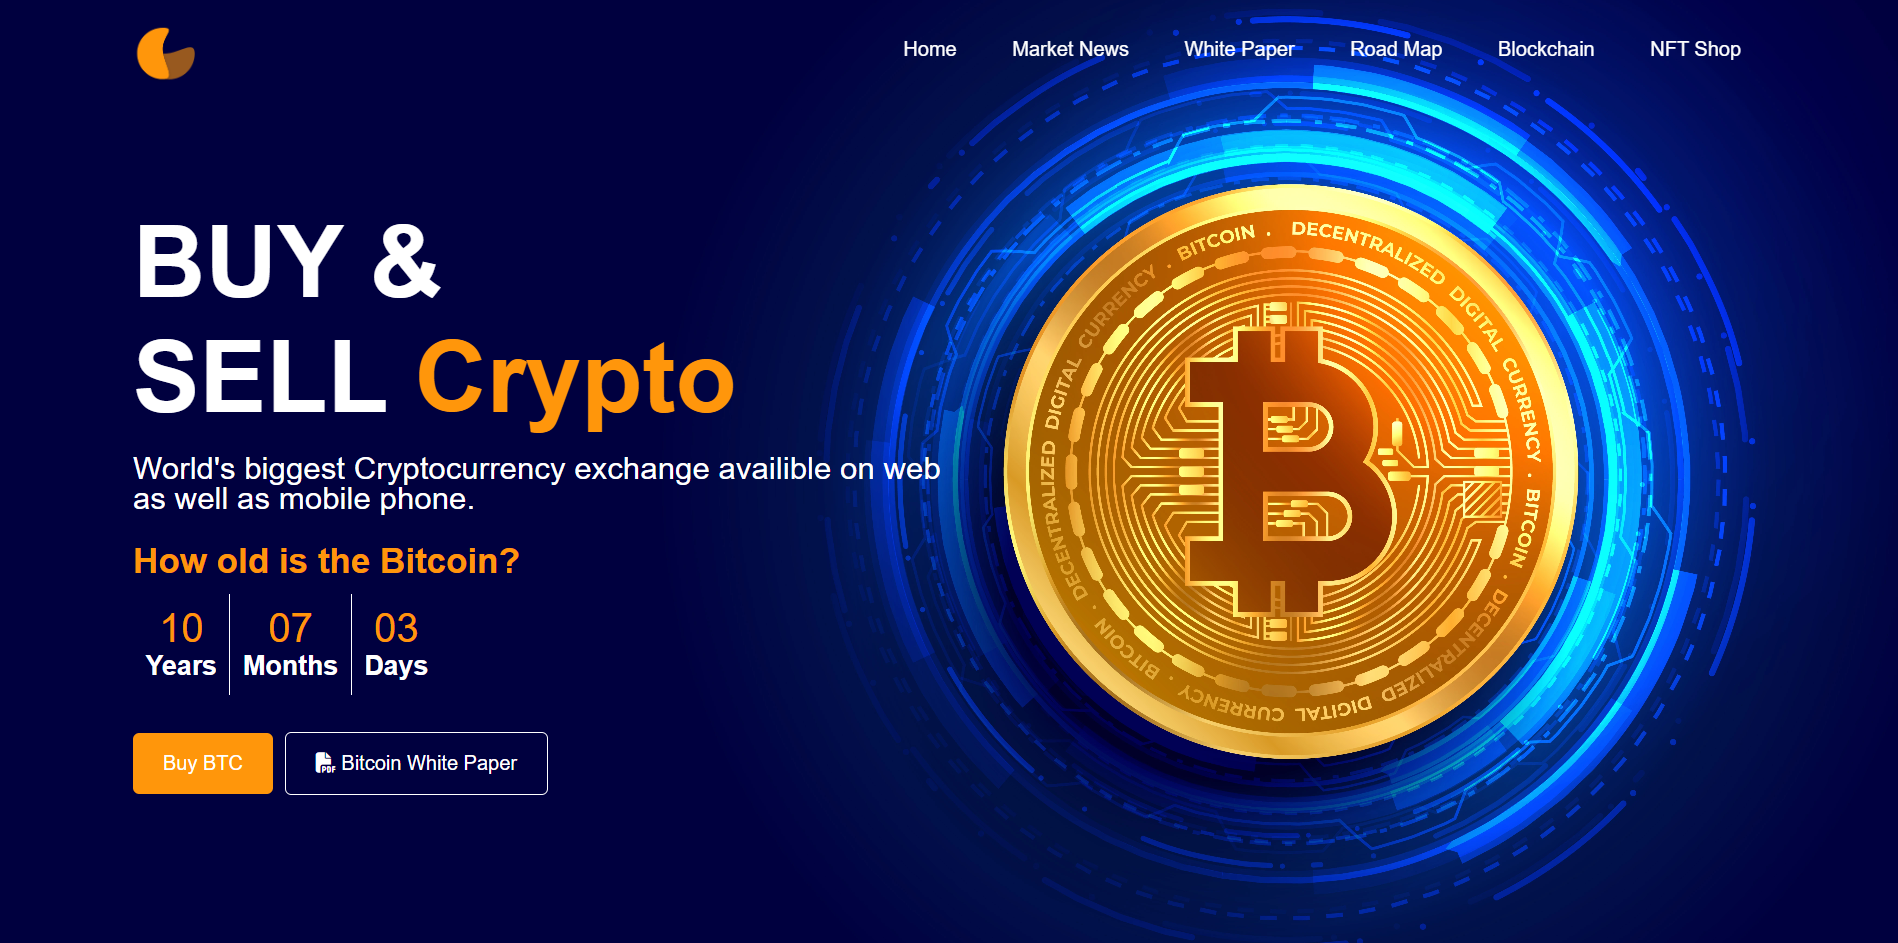 Home Market News White Paper Road Map Blockchain NFT Shop
BUY &
SELL Crypto
World's biggest Cryptocurrency exchange availible on web
as well as mobile phone.
How old is the Bitcoin?
10 07 03
Years Months Days
Buy BTC
PDF Bitcoin White Paper
DECENTRALIZED DIGITAL CURRENCY · BITCOIN · DECENTRALIZED DIGITAL CURRENCY · BITCOIN · DECENTRALIZED DIGITAL CURRENCY · BITCOIN ·